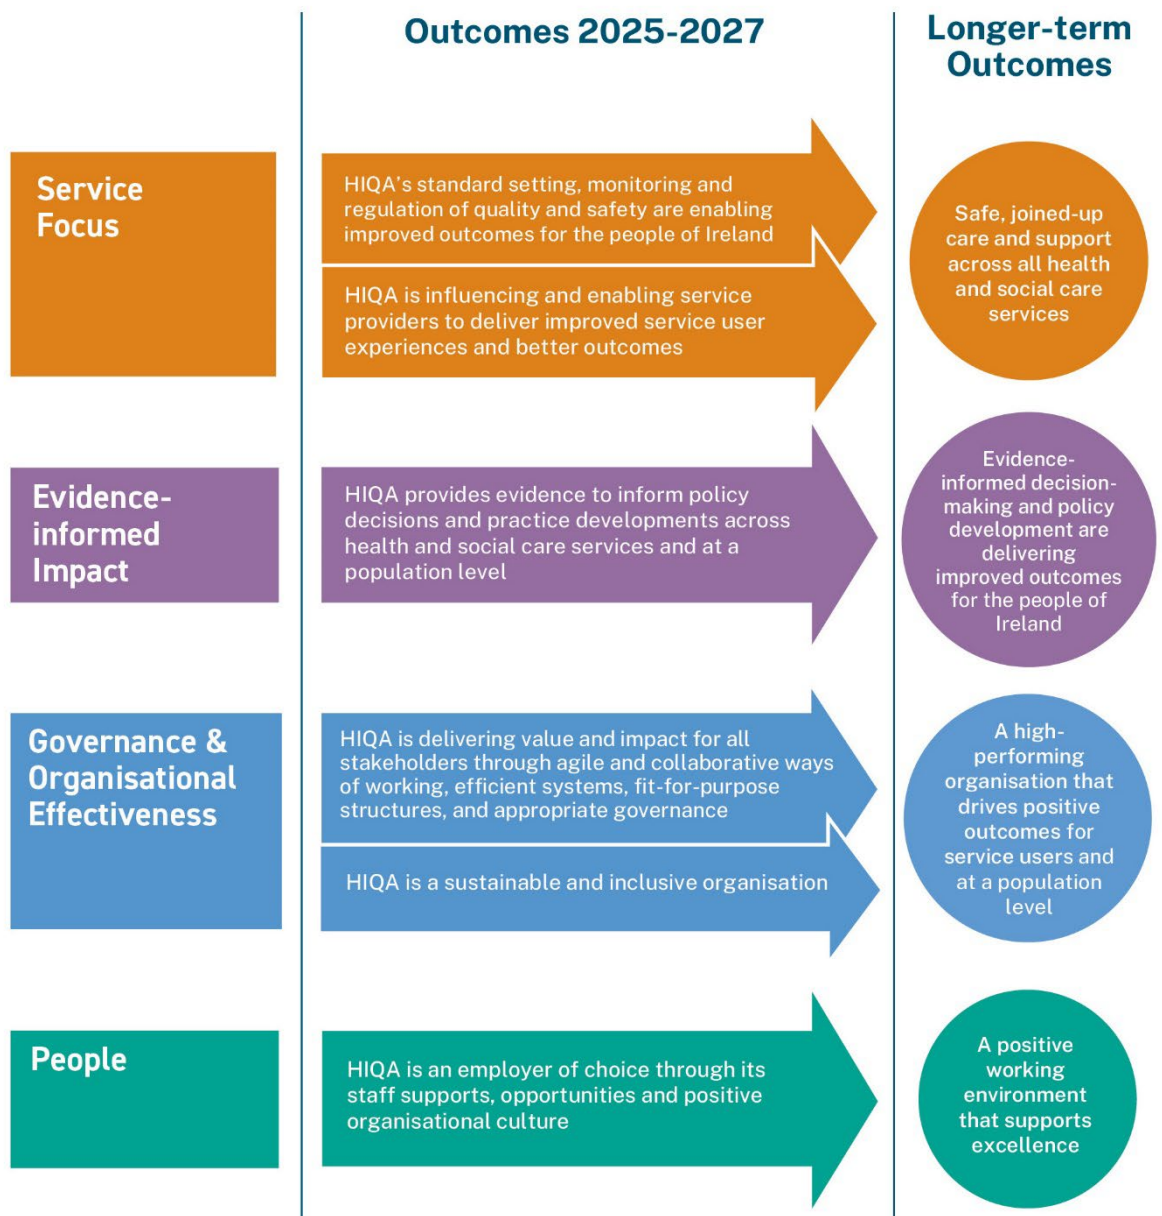 Outcomes 2025-2027
Longer-term
Outcomes
Service
Focus
HIQA's standard setting, monitoring and
regulation of quality and safety are enabling
improved outcomes for the people of Ireland
HIQA is influencing and enabling service
providers to deliver improved service user
experiences and better outcomes
Safe, joined-up
care and support
across all health
and social care
services
Evidence-
informed
Impact
HIQA provides evidence to inform policy
decisions and practice developments across
health and social care services and at a
population level
Evidence-
informed decision-
making and policy
development are
delivering
improved outcomes
for the people of
Ireland
Governance &
Organisational
Effectiveness
HIQA is delivering value and impact for all
stakeholders through agile and collaborative ways
of working, efficient systems, fit-for-purpose
structures, and appropriate governance
HIQA is a sustainable and inclusive organisation
A high-
performing
organisation that
drives positive
outcomes for
service users and
at a population
level
People
HIQA is an employer of choice through its
staff supports, opportunities and positive
organisational culture
A positive
working
environment
that supports
excellence